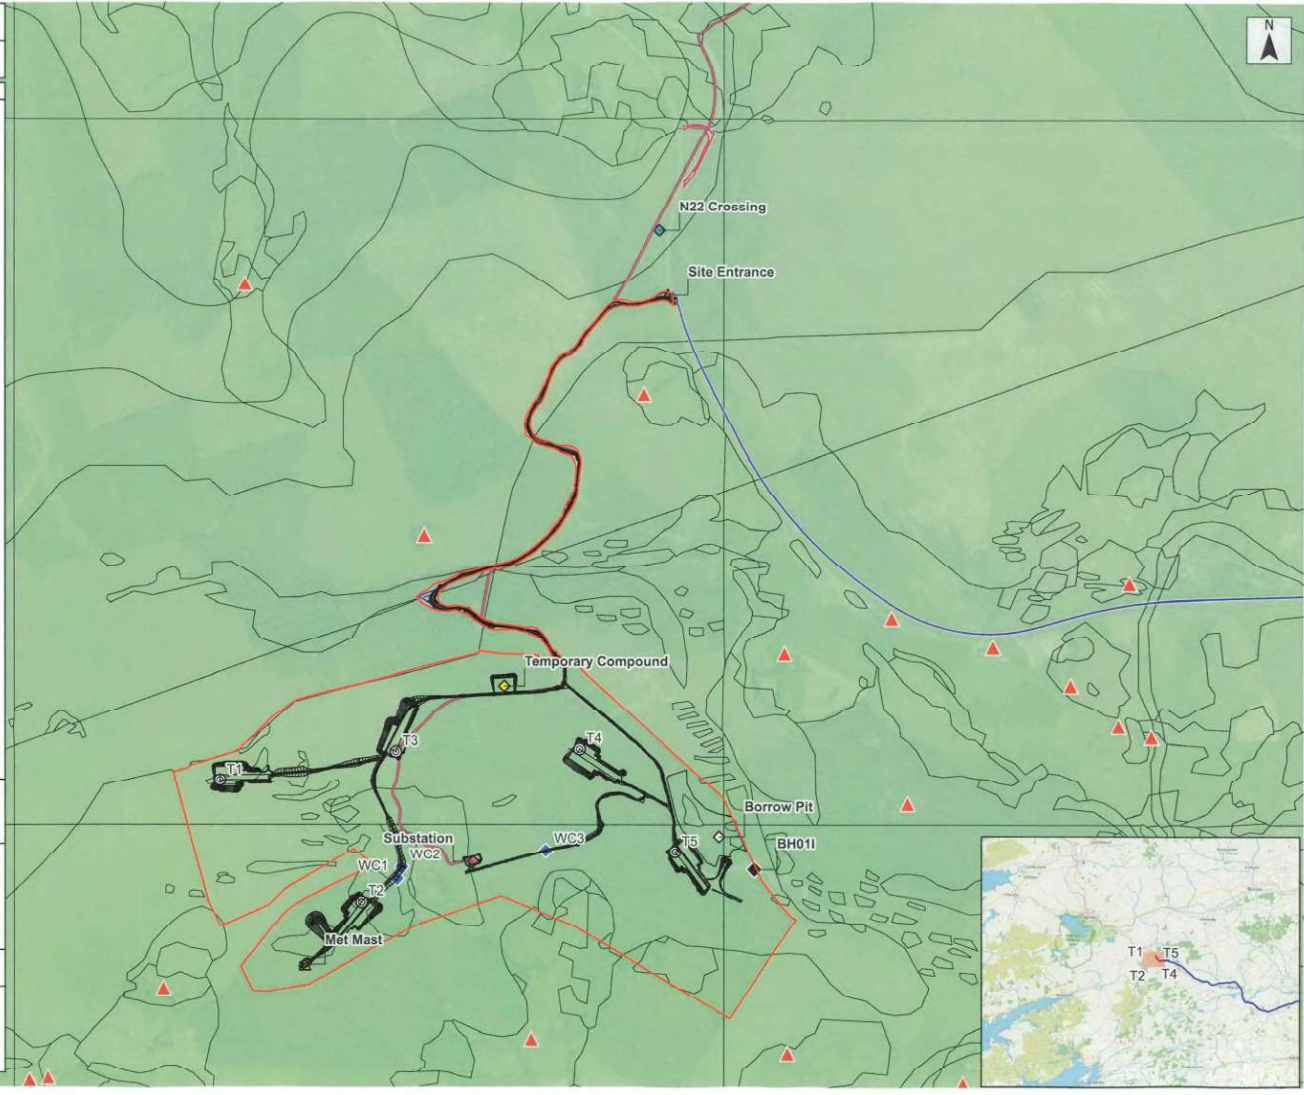 N
N22 Crossing
Site Entrance
Temporary Compound
T3
T4
T1
Borrow Pit
Substation
WC3
T5
BH01I
WC1
WC2
T2
Met Mast
T1
T5
T2
T4